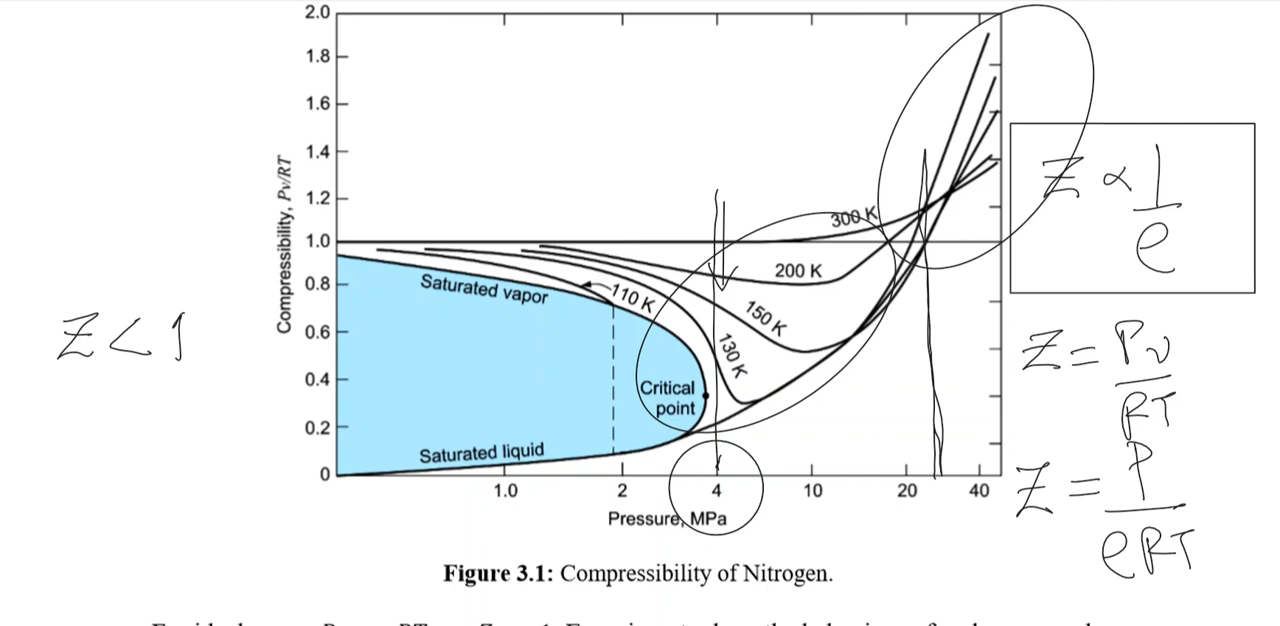 2.0
1.8
1.6
1.4
1.2
1.0
0.8
0.6
0.4
0.2
0
Compressibility, Pv/RT
300 K
200 K
150 K
130 K
110 K
Saturated vapor
Critical
point
Saturated liquid
1.0 2 4 10 20 40
Pressure, MPa
Z < 1
Z ∝ 1/ρ
Z = Pν/RT
Z = P/ρRT
Figure 3.1: Compressibility of Nitrogen.